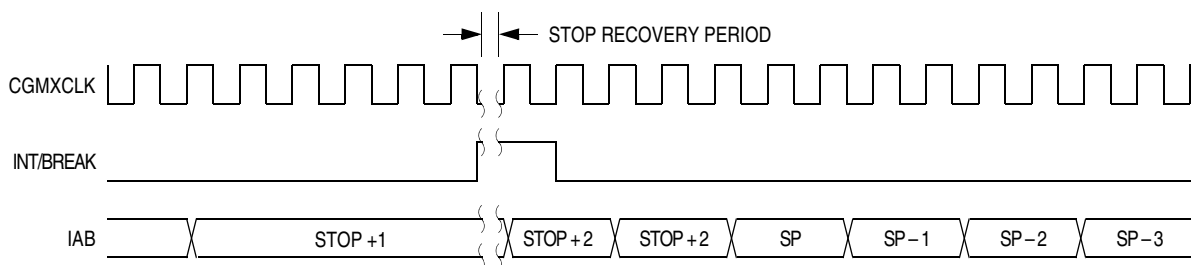 STOP RECOVERY PERIOD
CGMXCLK
INT/BREAK
IAB
STOP +1
STOP + 2
STOP + 2
SP
SP – 1
SP – 2
SP – 3